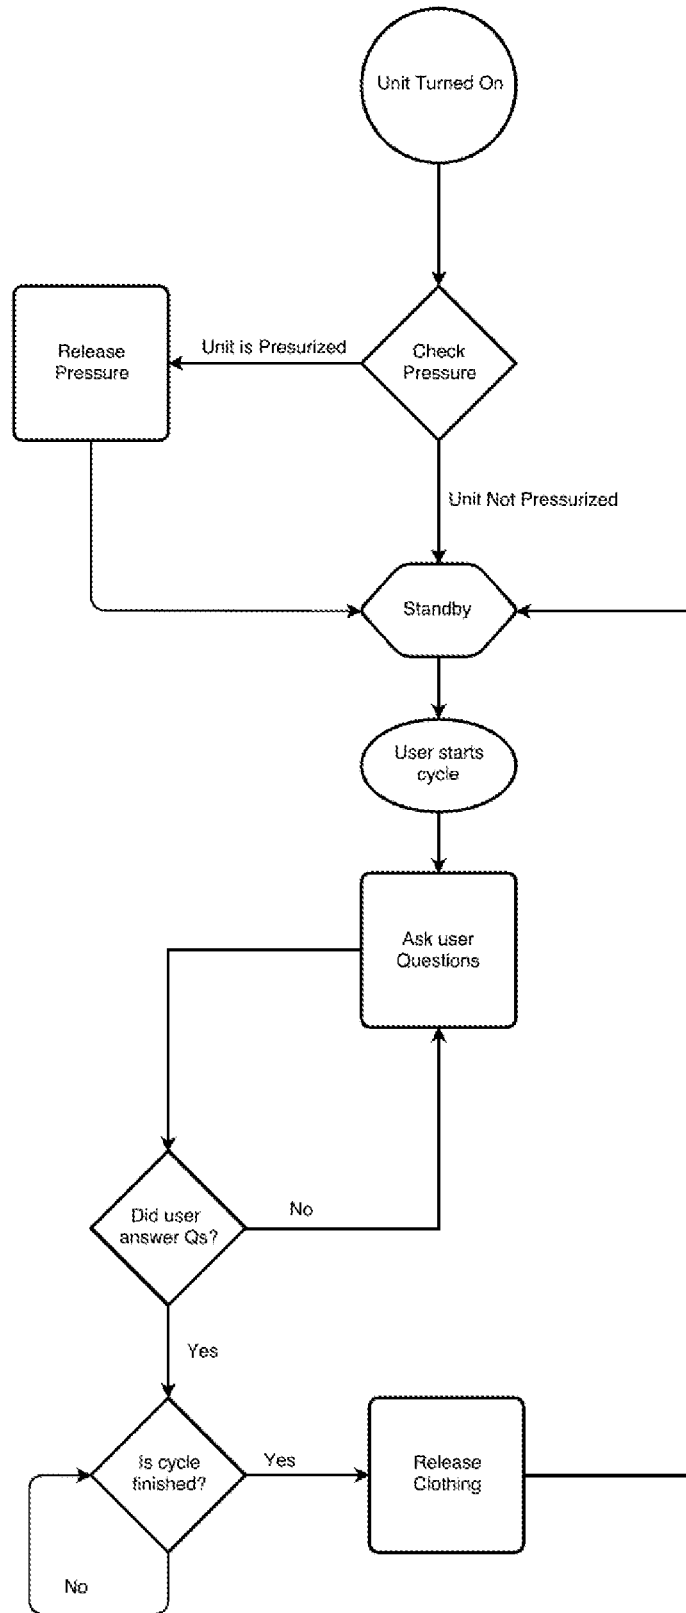 Unit Turned On
Unit is Presurized
Release
Pressure
Check
Pressure
Unit Not Pressurized
Standby
User starts
cycle
Ask user
Questions
Did user
answer Qs?
No
Yes
Is cycle
finished?
Yes
Release
Clothing
No